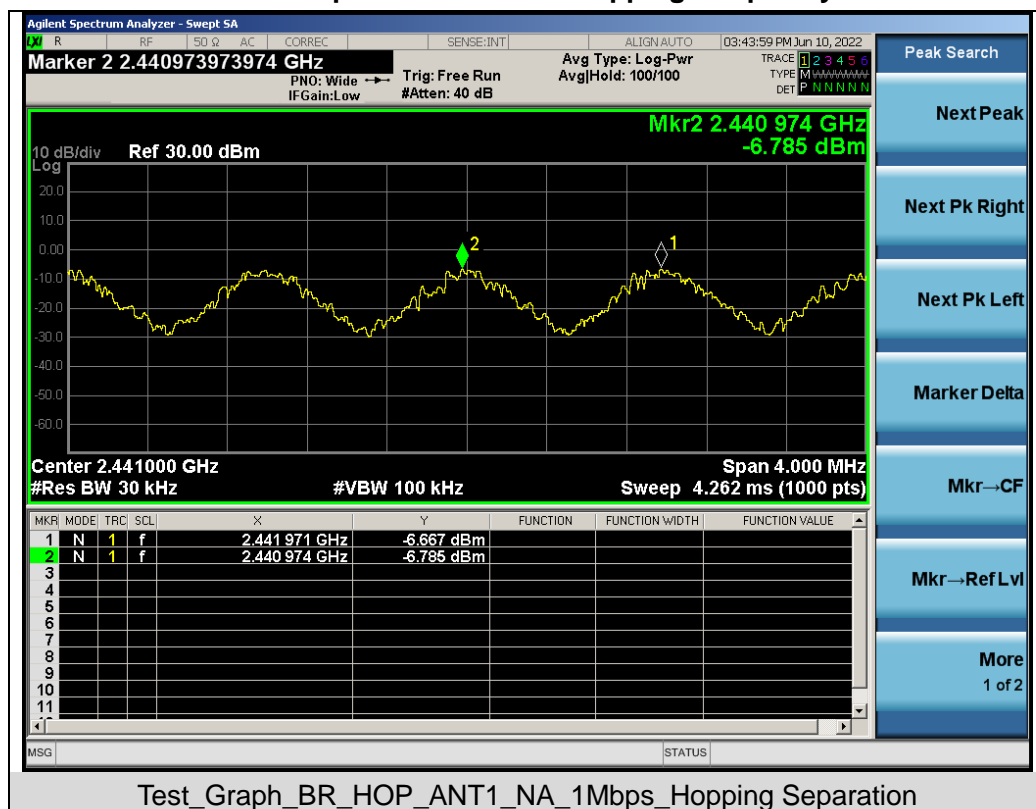 Agilent Spectrum Analyzer - Swept SA
LXI R RF 50 Ω AC CORREC SENSE:INT ALIGN AUTO 03:43:59 PM Jun 10, 2022
Marker 2 2.440973973974 GHz
PNO: Wide
IFGain:Low
Trig: Free Run
#Atten: 40 dB
Avg Type: Log-Pwr
Avg|Hold: 100/100
TRACE 1 2 3 4 5 6
TYPE M
DET P N N N N N
Peak Search
Mkr2 2.440 974 GHz
-6.785 dBm
10 dB/div Ref 30.00 dBm
Log
20.0
10.0
0.00
-10.0
-20.0
-30.0
-40.0
-50.0
-60.0
2
1
Center 2.441000 GHz Span 4.000 MHz
#Res BW 30 kHz #VBW 100 kHz Sweep 4.262 ms (1000 pts)
MKR MODE TRC SCL X Y FUNCTION FUNCTION WIDTH FUNCTION VALUE
1 N 1 f 2.441 971 GHz -6.667 dBm
2 N 1 f 2.440 974 GHz -6.785 dBm
3
4
5
6
7
8
9
10
11
Next Peak
Next Pk Right
Next Pk Left
Marker Delta
Mkr→CF
Mkr→Ref Lvl
More
1 of 2
MSG STATUS
Test_Graph_BR_HOP_ANT1_NA_1Mbps_Hopping Separation